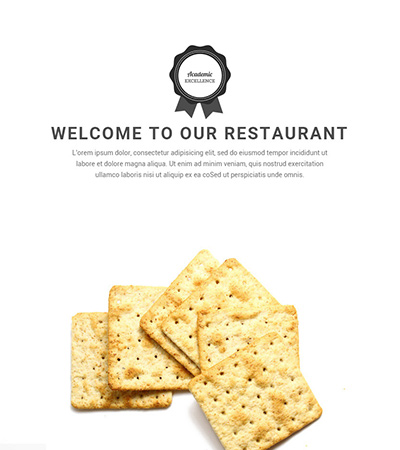 Academic
EXCELLENCE
WELCOME TO OUR RESTAURANT
L'orem ipsum dolor, consectetur adipisicing elit, sed do eiusmod tempor incididunt ut
labore et dolore magna aliqua. Ut enim ad minim veniam, quis nostrud exercitation
ullamco laboris nisi ut aliquip ex ea coSed ut perspiciatis unde omnis.